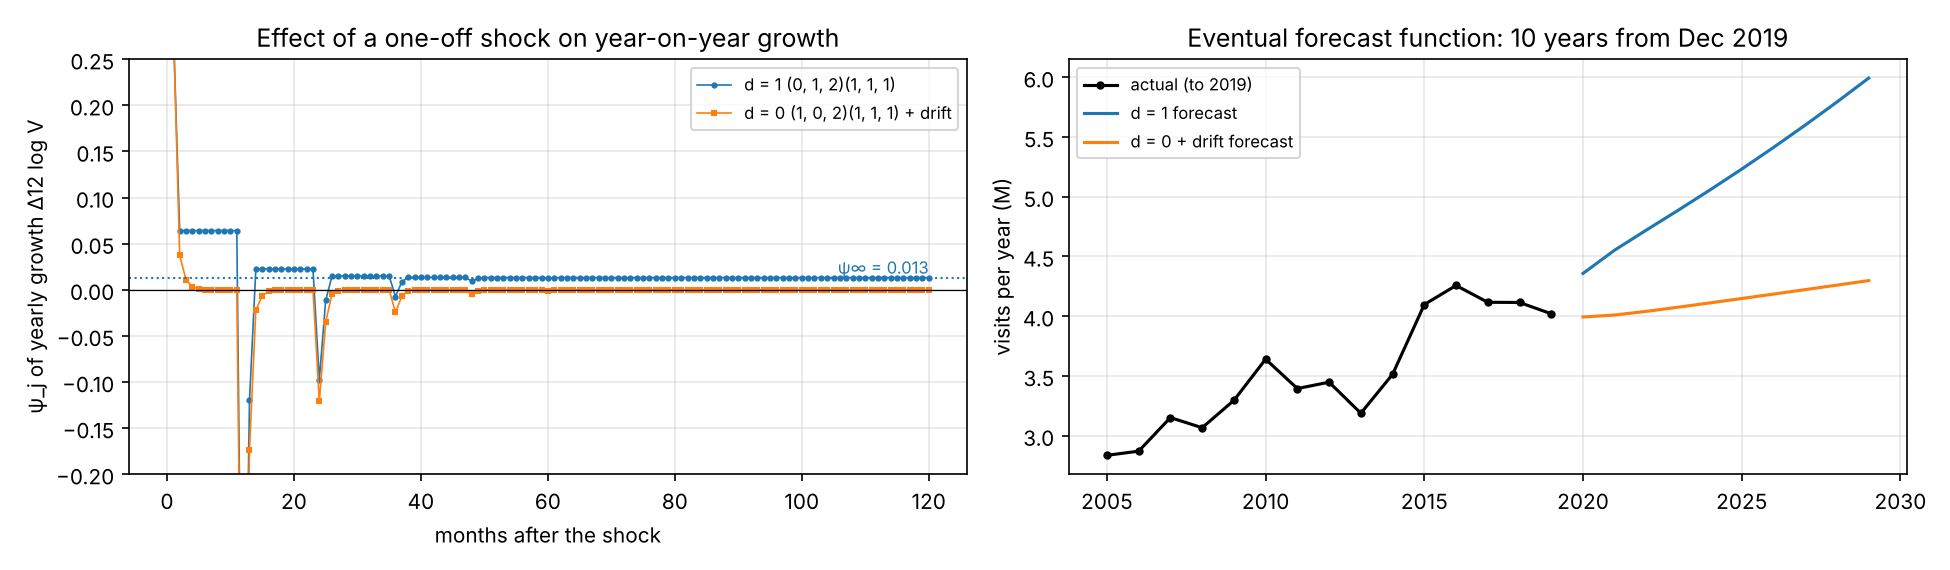 Effect of a one-off shock on year-on-year growth
ψ_j of yearly growth Δ12 log V
0.25
0.20
0.15
0.10
0.05
0.00
−0.05
−0.10
−0.15
−0.20
d = 1 (0, 1, 2)(1, 1, 1)
d = 0 (1, 0, 2)(1, 1, 1) + drift
ψ∞ = 0.013
0 20 40 60 80 100 120
months after the shock
Eventual forecast function: 10 years from Dec 2019
visits per year (M)
6.0
5.5
5.0
4.5
4.0
3.5
3.0
actual (to 2019)
d = 1 forecast
d = 0 + drift forecast
2005 2010 2015 2020 2025 2030